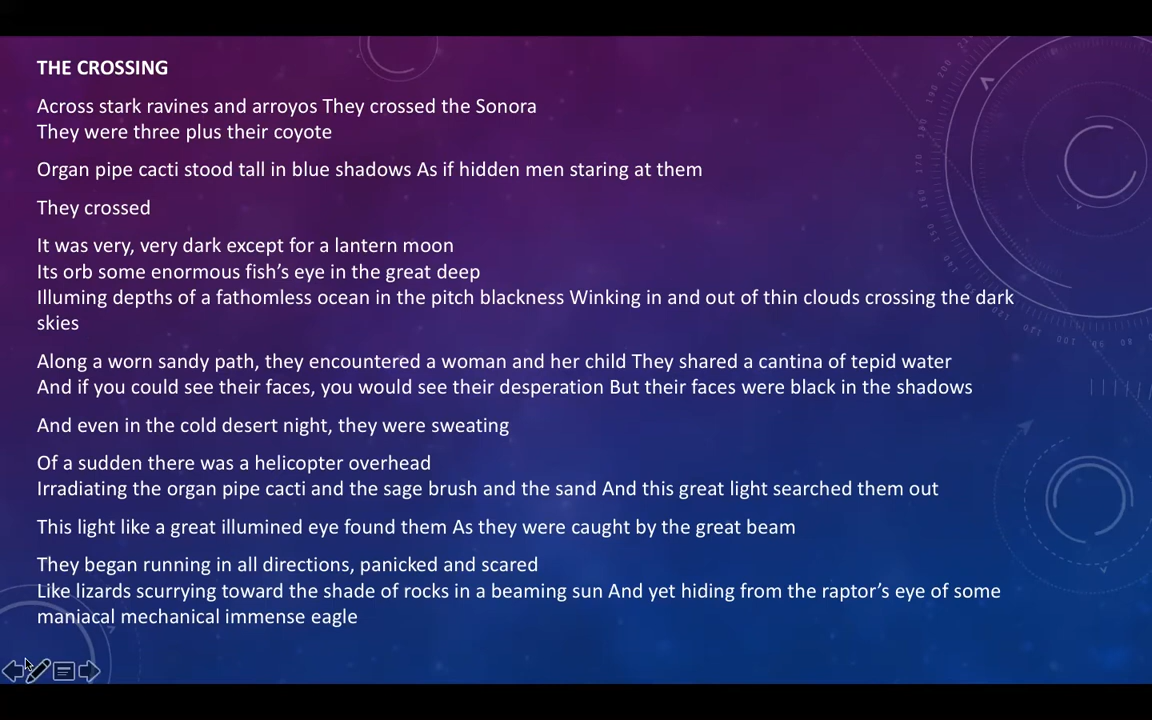 THE CROSSING
Across stark ravines and arroyos They crossed the Sonora
They were three plus their coyote
Organ pipe cacti stood tall in blue shadows As if hidden men staring at them
They crossed
It was very, very dark except for a lantern moon
Its orb some enormous fish’s eye in the great deep
Illuming depths of a fathomless ocean in the pitch blackness Winking in and out of thin clouds crossing the dark
skies
Along a worn sandy path, they encountered a woman and her child They shared a cantina of tepid water
And if you could see their faces, you would see their desperation But their faces were black in the shadows
And even in the cold desert night, they were sweating
Of a sudden there was a helicopter overhead
Irradiating the organ pipe cacti and the sage brush and the sand And this great light searched them out
This light like a great illumined eye found them As they were caught by the great beam
They began running in all directions, panicked and scared
Like lizards scurrying toward the shade of rocks in a beaming sun And yet hiding from the raptor’s eye of some
maniacal mechanical immense eagle